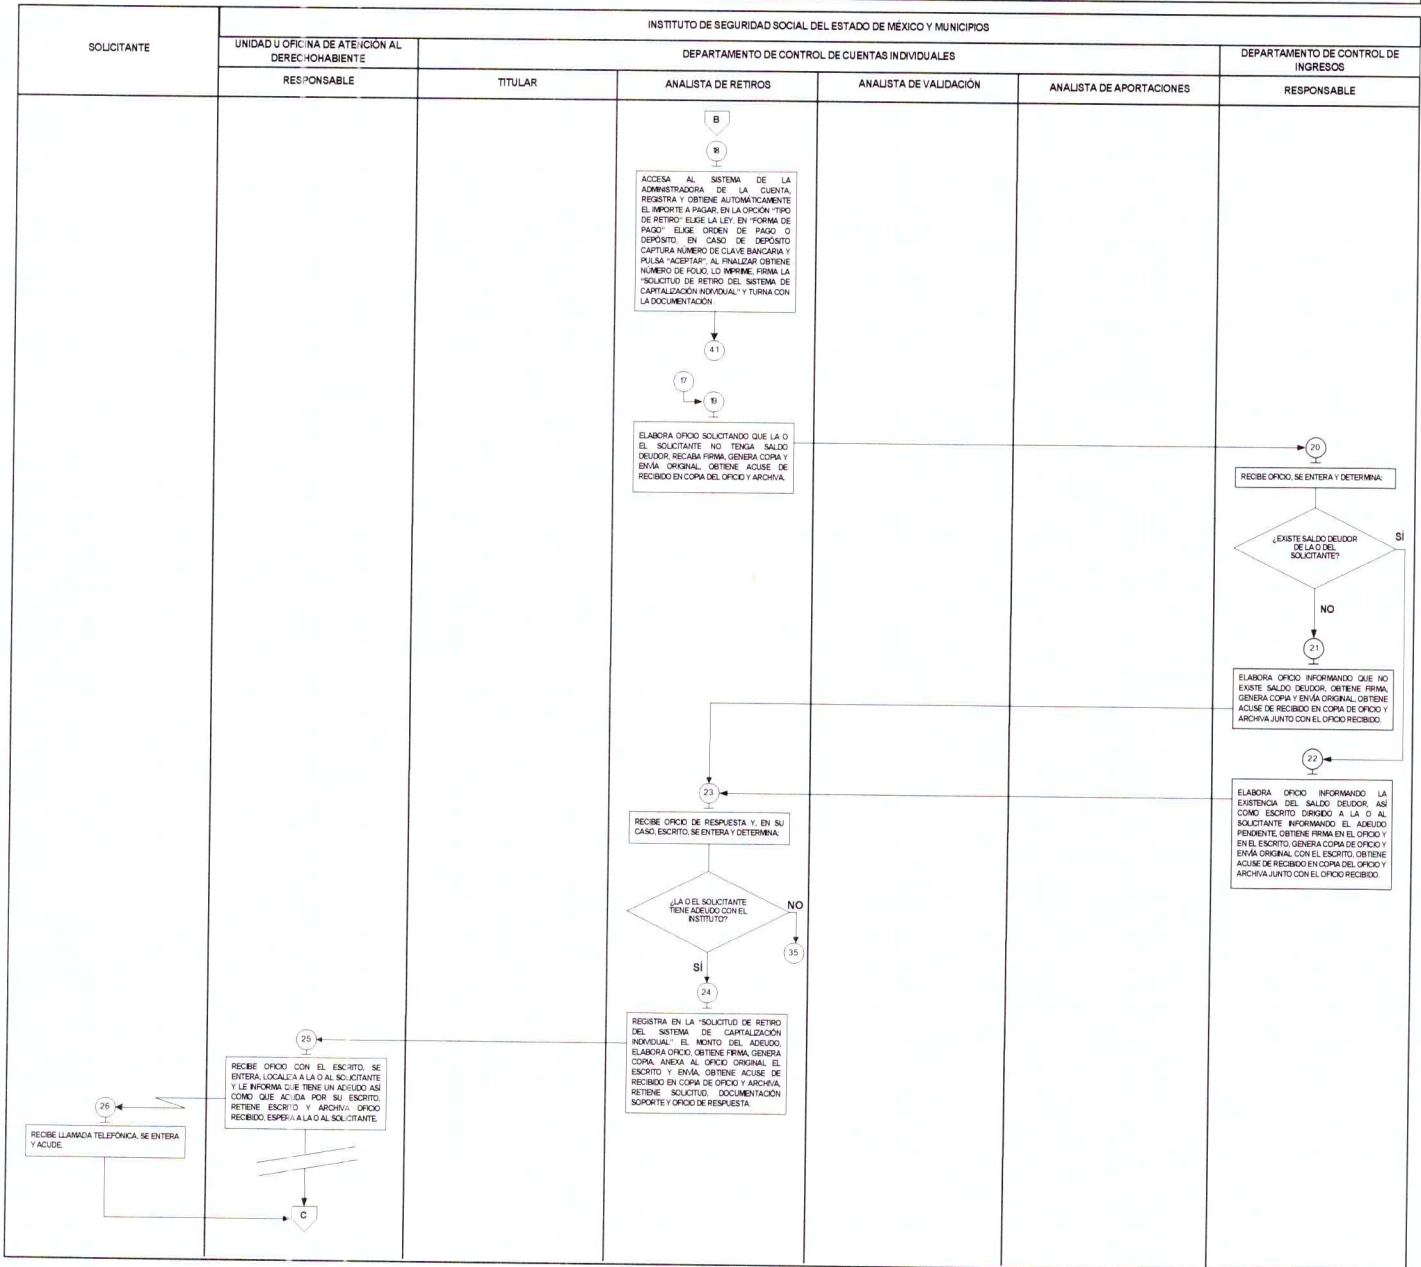 INSTITUTO DE SEGURIDAD SOCIAL DEL ESTADO DE MÉXICO Y MUNICIPIOS
SOLICITANTE
UNIDAD U OFICINA DE ATENCIÓN AL
DERECHOHABIENTE
DEPARTAMENTO DE CONTROL DE CUENTAS INDIVIDUALES
DEPARTAMENTO DE CONTROL DE
INGRESOS
RESPONSABLE
TITULAR
ANALISTA DE RETIROS
ANALISTA DE VALIDACIÓN
ANALISTA DE APORTACIONES
RESPONSABLE
B
18
ACCESA AL SISTEMA DE LA
ADMINISTRADORA DE LA CUENTA,
REGISTRA Y OBTIENE AUTOMÁTICAMENTE
EL IMPORTE A PAGAR, EN LA OPCIÓN "TIPO
DE RETIRO" ELIGE LA LEY, EN "FORMA DE
PAGO" ELIGE ORDEN DE PAGO O
DEPÓSITO, EN CASO DE DEPÓSITO
CAPTURA NÚMERO DE CLAVE BANCARIA Y
PULSA "ACEPTAR", AL FINALIZAR OBTIENE
NÚMERO DE FOLIO, LO IMPRIME, FIRMA LA
"SOLICITUD DE RETIRO DEL SISTEMA DE
CAPITALIZACIÓN INDIVIDUAL" Y TURNA CON
LA DOCUMENTACIÓN.
41
17
19
ELABORA OFICIO SOLICITANDO QUE LA O
EL SOLICITANTE NO TENGA SALDO
DEUDOR, RECABA FIRMA, GENERA COPIA Y
ENVÍA ORIGINAL, OBTIENE ACUSE DE
RECIBIDO EN COPIA DEL OFICIO Y ARCHIVA.
20
RECIBE OFICIO, SE ENTERA Y DETERMINA:
¿EXISTE SALDO DEUDOR
DE LA O DEL
SOLICITANTE?
SÍ
NO
21
ELABORA OFICIO INFORMANDO QUE NO
EXISTE SALDO DEUDOR, OBTIENE FIRMA,
GENERA COPIA Y ENVÍA ORIGINAL, OBTIENE
ACUSE DE RECIBIDO EN COPIA DE OFICIO Y
ARCHIVA JUNTO CON EL OFICIO RECIBIDO.
22
ELABORA OFICIO INFORMANDO LA
EXISTENCIA DEL SALDO DEUDOR, ASÍ
COMO ESCRITO DIRIGIDO A LA O AL
SOLICITANTE INFORMANDO EL ADEUDO
PENDIENTE, OBTIENE FIRMA EN EL OFICIO Y
EN EL ESCRITO, GENERA COPIA DE OFICIO Y
ENVÍA ORIGINAL CON EL ESCRITO, OBTIENE
ACUSE DE RECIBIDO EN COPIA DEL OFICIO Y
ARCHIVA JUNTO CON EL OFICIO RECIBIDO.
23
RECIBE OFICIO DE RESPUESTA Y, EN SU
CASO, ESCRITO, SE ENTERA Y DETERMINA:
¿LA O EL SOLICITANTE
TIENE ADEUDO CON EL
INSTITUTO?
NO
35
SÍ
24
REGISTRA EN LA "SOLICITUD DE RETIRO
DEL SISTEMA DE CAPITALIZACIÓN
INDIVIDUAL" EL MONTO DEL ADEUDO,
ELABORA OFICIO, OBTIENE FIRMA, GENERA
COPIA, ANEXA AL OFICIO ORIGINAL EL
ESCRITO Y ENVÍA, OBTIENE ACUSE DE
RECIBIDO EN COPIA DE OFICIO Y ARCHIVA,
RETIENE SOLICITUD, DOCUMENTACIÓN
SOPORTE Y OFICIO DE RESPUESTA.
25
RECIBE OFICIO CON EL ESCRITO, SE
ENTERA, LOCALIZA A LA O AL SOLICITANTE
Y LE INFORMA QUE TIENE UN ADEUDO ASÍ
COMO QUE ACUDA POR SU ESCRITO,
RETIENE ESCRITO Y ARCHIVA OFICIO
RECIBIDO, ESPERA A LA O AL SOLICITANTE.
26
RECIBE LLAMADA TELEFÓNICA, SE ENTERA
Y ACUDE.
C